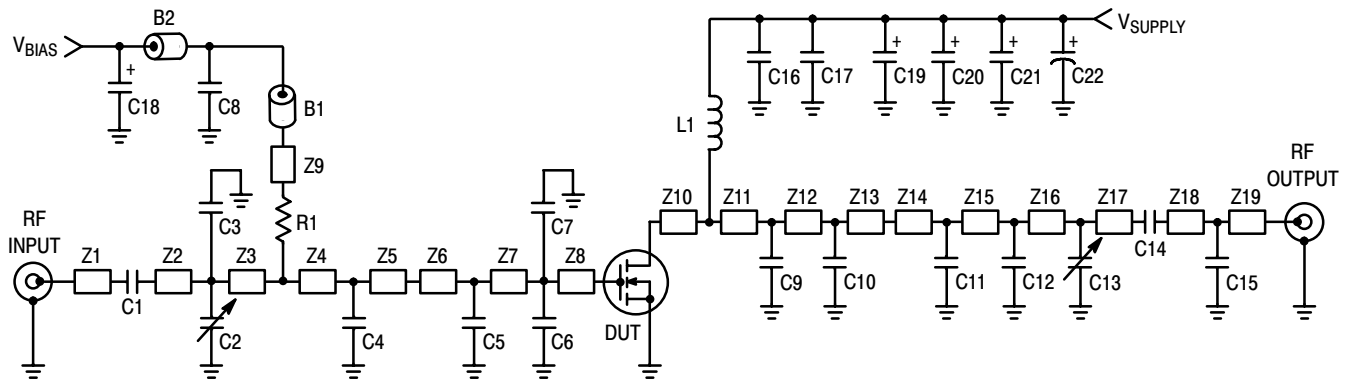 B2
V_BIAS
C18
C8
B1
Z9
R1
C3
RF
INPUT
Z1
C1
Z2
Z3
C2
Z4
C4
Z5
Z6
C5
Z7
C7
C6
Z8
DUT
Z10
L1
V_SUPPLY
C16
C17
+
C19
+
C20
+
C21
+
C22
+
Z11
C9
Z12
C10
Z13
Z14
C11
Z15
C12
Z16
C13
Z17
C14
Z18
C15
Z19
RF
OUTPUT